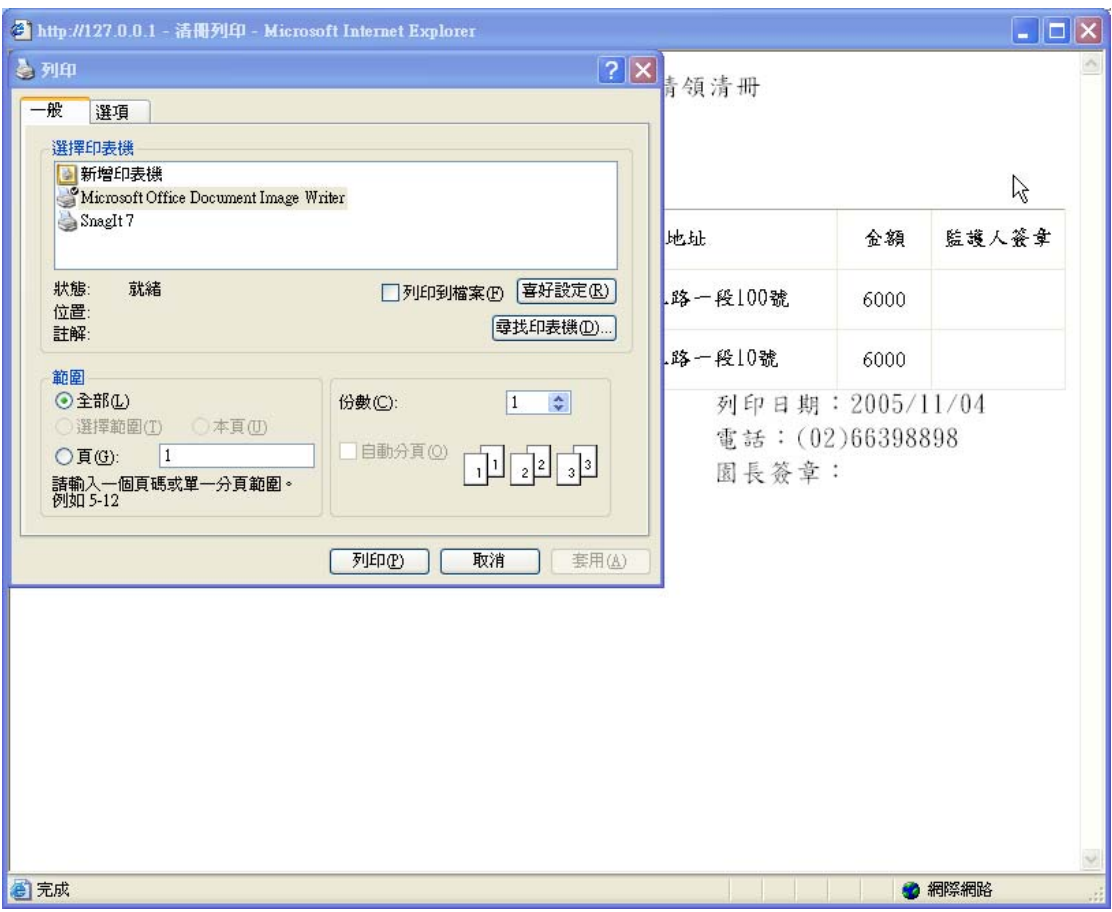 http://127.0.0.1 - 清冊列印 - Microsoft Internet Explorer
列印
請領清冊
一般 選項
選擇印表機
新增印表機
Microsoft Office Document Image Writer
SnagIt 7
地址 金額 監護人簽章
狀態: 就緒
列印到檔案(F) 喜好設定(R)
路一段100號 6000
位置:
註解:
尋找印表機(D)...
路一段10號 6000
範圍
全部(L)
份數(C): 1
列印日期：2005/11/04
選擇範圍(T) 本頁(U)
電話：(02)66398898
頁(G): 1
自動分頁(O)
1 1 2 2 3 3
園長簽章：
請輸入一個頁碼或單一分頁範圍。
例如 5-12
列印(P) 取消 套用(A)
完成
網際網路